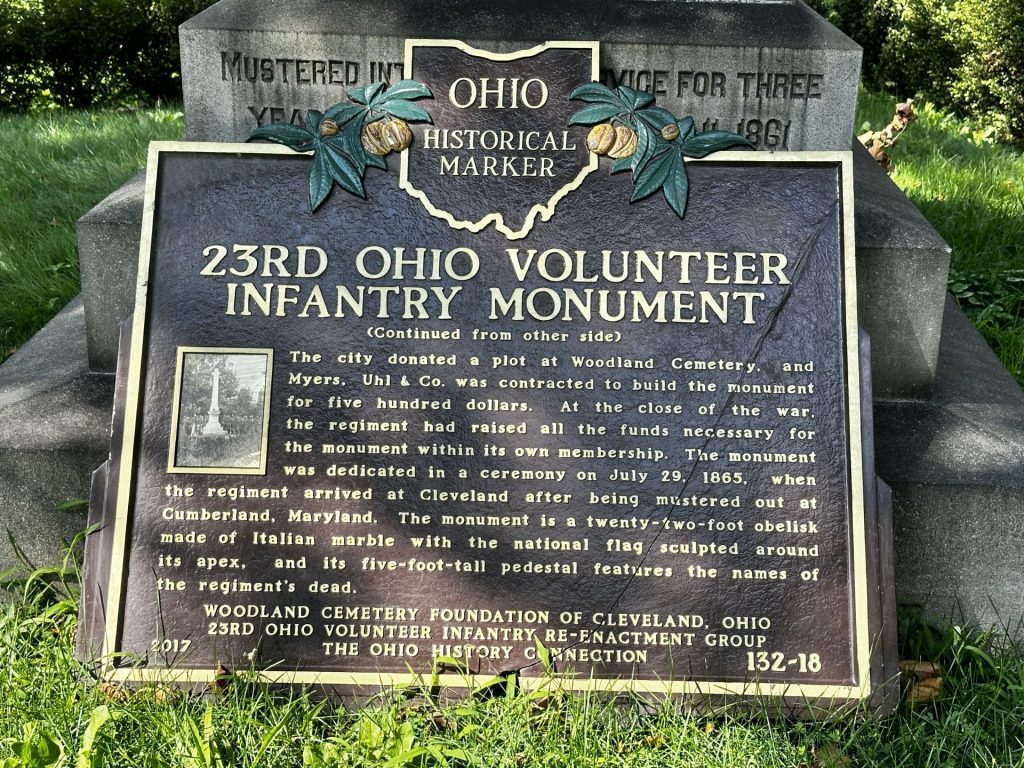 MUSTERED INT VICE FOR THREE
YEA 1861
OHIO
HISTORICAL
MARKER
23RD OHIO VOLUNTEER
INFANTRY MONUMENT
(Continued from other side)
The city donated a plot at Woodland Cemetery, and
Myers, Uhl & Co. was contracted to build the monument
for five hundred dollars. At the close of the war,
the regiment had raised all the funds necessary for
the monument within its own membership. The monument
was dedicated in a ceremony on July 29, 1865, when
the regiment arrived at Cleveland after being mustered out at
Cumberland, Maryland. The monument is a twenty-two-foot obelisk
made of Italian marble with the national flag sculpted around
its apex, and its five-foot-tall pedestal features the names of
the regiment's dead.
WOODLAND CEMETERY FOUNDATION OF CLEVELAND, OHIO
23RD OHIO VOLUNTEER INFANTRY RE-ENACTMENT GROUP
2017 THE OHIO HISTORY CONNECTION 132-18